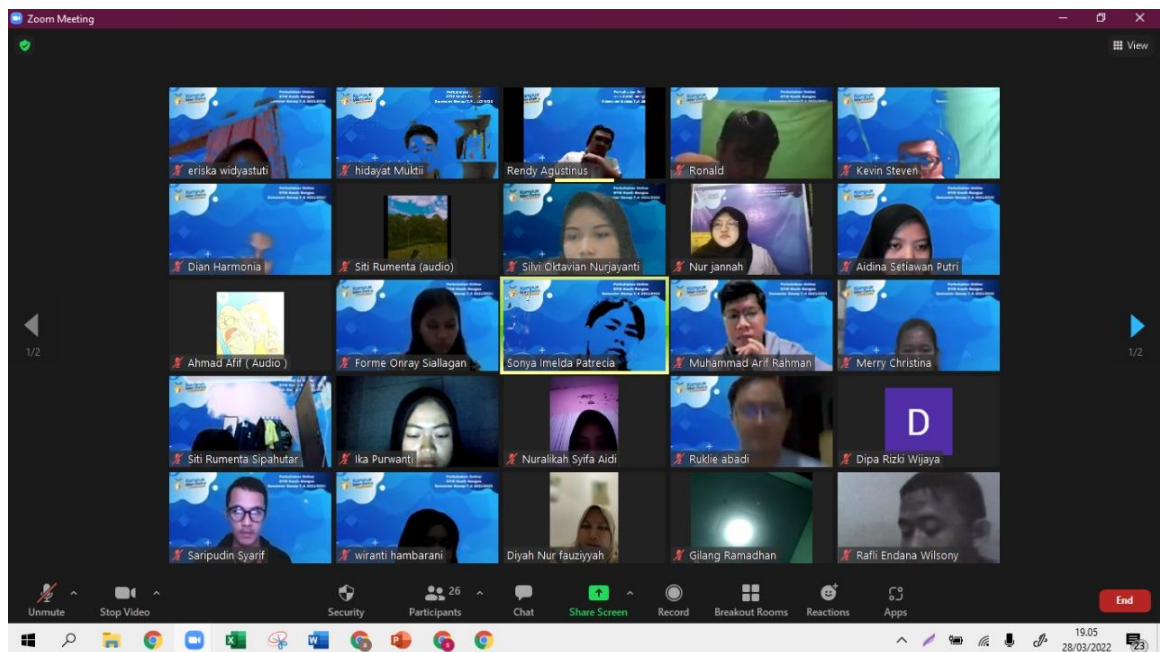 Zoom Meeting
View
eriska widyastuti
hidayat Muktii
Rendy Agustinus
Ronald
Kevin Steven
Dian Harmonia
Siti Rumenta (audio)
Silvi Oktavian Nurjayanti
Nur jannah
Aidina Setiawan Putri
Ahmad Afif ( Audio )
Forme Onray Siallagan
Sonya Imelda Patrecia
Muhammad Arif Rahman
Merry Christina
1/2
1/2
Siti Rumenta Sipahutar
Ika Purwanti
Nuralikah Syifa Aidi
Ruklie abadi
D
Dipa Rizki Wijaya
Saripudin Syarif
wiranti hambarani
Diyah Nur fauziyyah
Gilang Ramadhan
Rafli Endana Wilsony
Unmute
Stop Video
Security
26
Participants
Chat
Share Screen
Record
Breakout Rooms
Reactions
Apps
End
19.05
28/03/2022
23